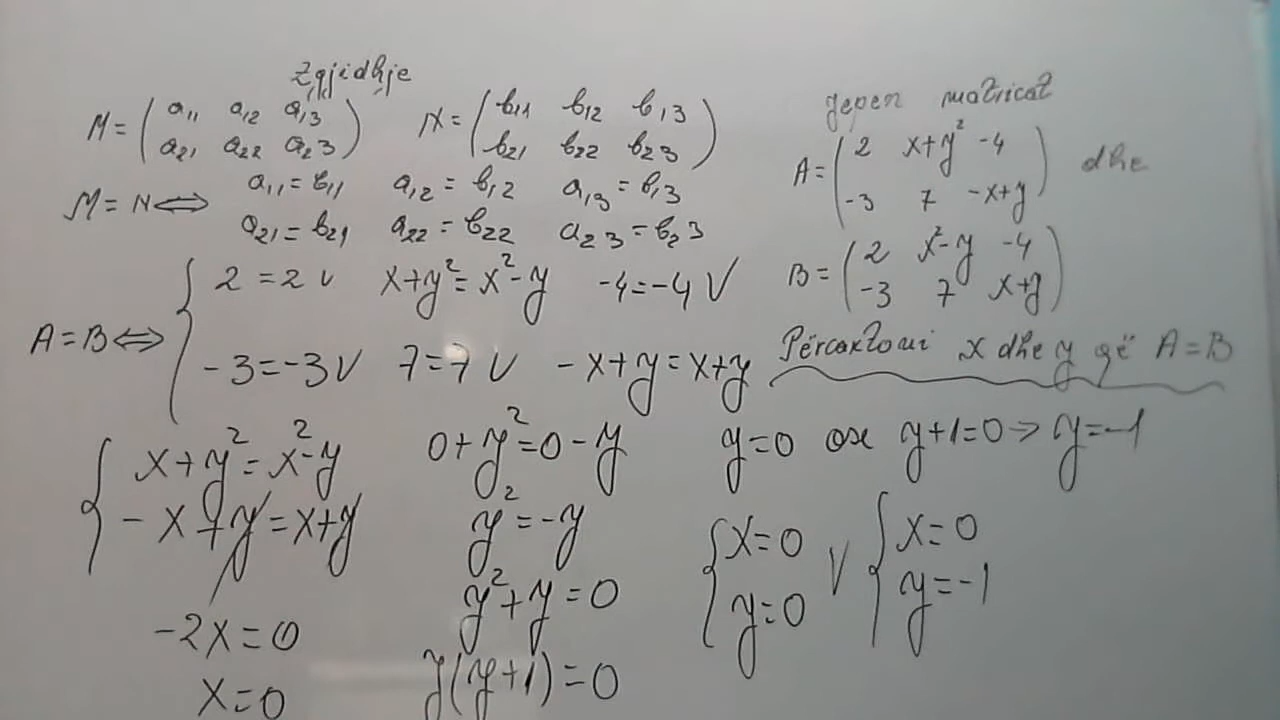 Zgjidhje
M = ( a11 a12 a13
a21 a22 a23 )
N = ( b11 b12 b13
b21 b22 b23 )
M = N ⟺ a11 = b11 a12 = b12 a13 = b13
a21 = b21 a22 = b22 a23 = b23
A = B ⟺ { 2 = 2 ∨ x+y² = x²-y -4 = -4 ∨
-3 = -3 ∨ 7 = 7 ∨ -x+y = x+y
{ x+y² = x²-y
-x+y = x+y
-2x = 0
x = 0
0+y² = 0-y
y² = -y
y²+y = 0
y(y+1) = 0
y=0 ose y+1=0 → y=-1
{ x=0
y=0
∨
{ x=0
y=-1
Jepen matricat
A = ( 2 x+y² -4
-3 7 -x+y ) dhe
B = ( 2 x²-y -4
-3 7 x+y )
Përcaktoni x dhe y që A=B